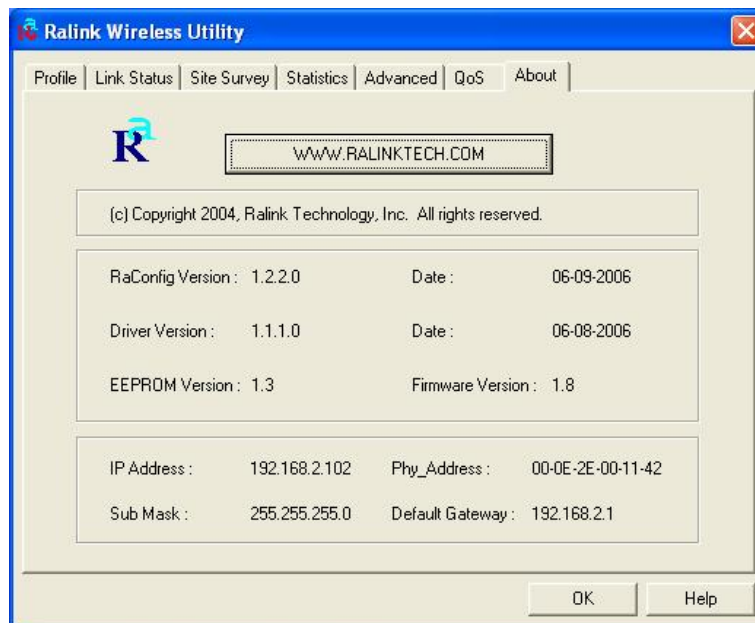 Ralink Wireless Utility
Profile Link Status Site Survey Statistics Advanced QoS About
Ra WWW.RALINKTECH.COM
(c) Copyright 2004, Ralink Technology, Inc. All rights reserved.
RaConfig Version : 1.2.2.0 Date : 06-09-2006
Driver Version : 1.1.1.0 Date : 06-08-2006
EEPROM Version : 1.3 Firmware Version : 1.8
IP Address : 192.168.2.102 Phy_Address : 00-0E-2E-00-11-42
Sub Mask : 255.255.255.0 Default Gateway : 192.168.2.1
OK Help